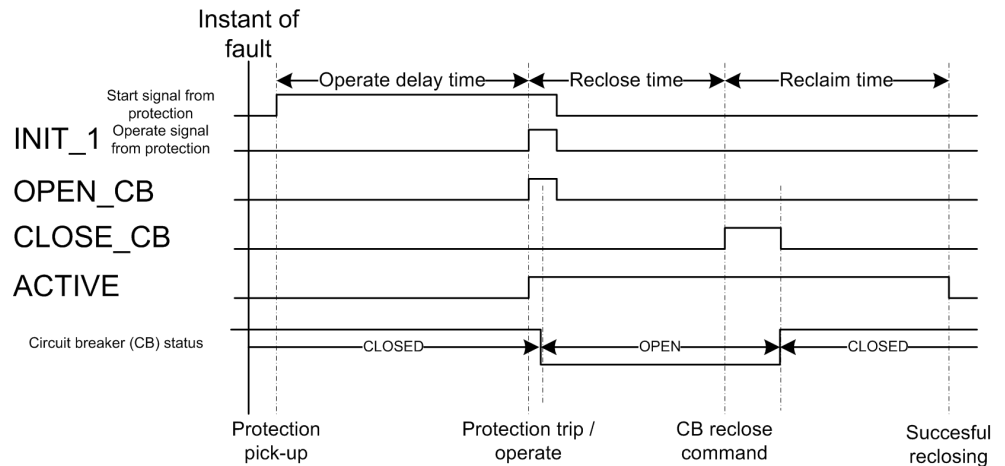 Instant of
fault
Operate delay time
Reclose time
Reclaim time
Start signal from
protection
INIT_1
Operate signal
from protection
OPEN_CB
CLOSE_CB
ACTIVE
Circuit breaker (CB) status
CLOSED
OPEN
CLOSED
Protection
pick-up
Protection trip /
operate
CB reclose
command
Succesful
reclosing